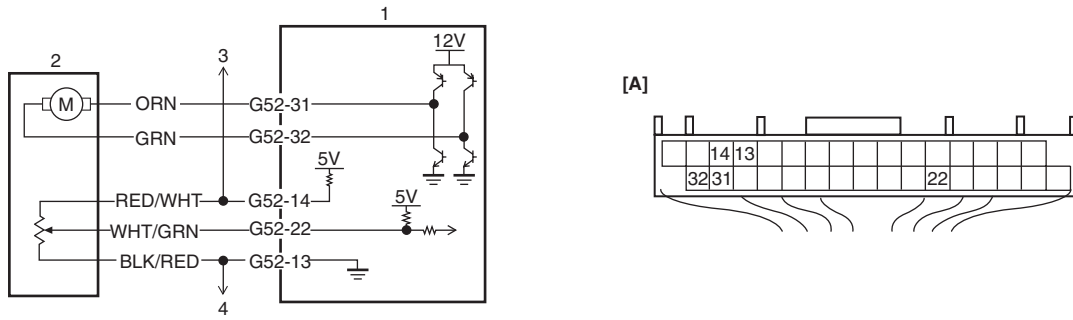 1
2
3
12V
[A]
M
ORN
G52-31
GRN
G52-32
5V
5V
RED/WHT
G52-14
WHT/GRN
G52-22
BLK/RED
G52-13
4
14 13
32 31 22